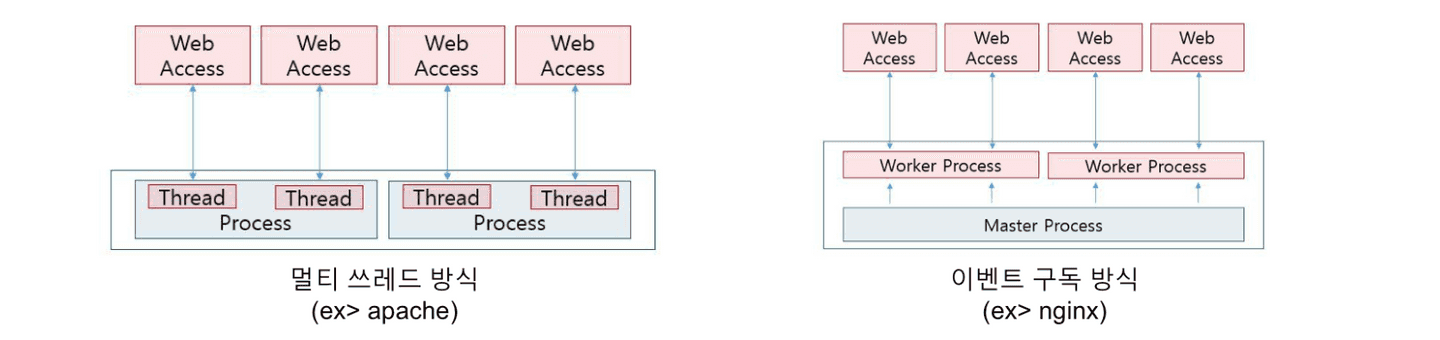 Web
Access
Web
Access
Web
Access
Web
Access
Thread
Thread
Process
Thread
Thread
Process
멀티 쓰레드 방식
(ex> apache)
Web
Access
Web
Access
Web
Access
Web
Access
Worker Process
Worker Process
Master Process
이벤트 구독 방식
(ex> nginx)